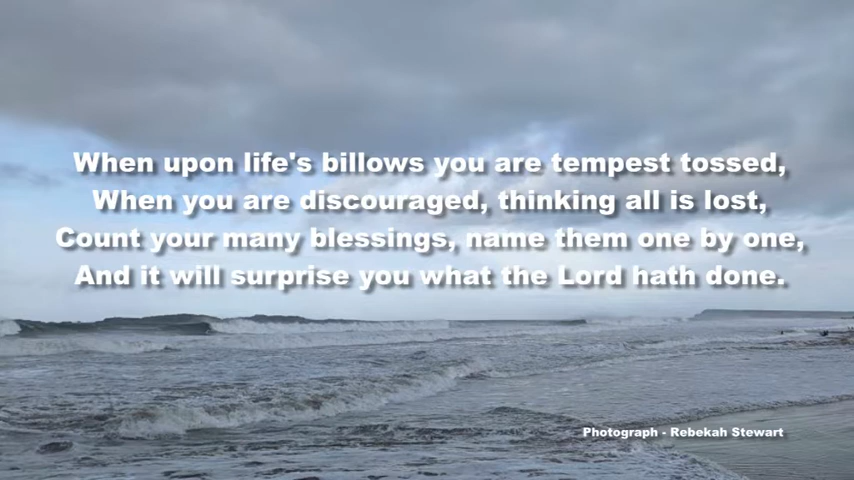 When upon life's billows you are tempest tossed,
When you are discouraged, thinking all is lost,
Count your many blessings, name them one by one,
And it will surprise you what the Lord hath done.
Photograph - Rebekah Stewart